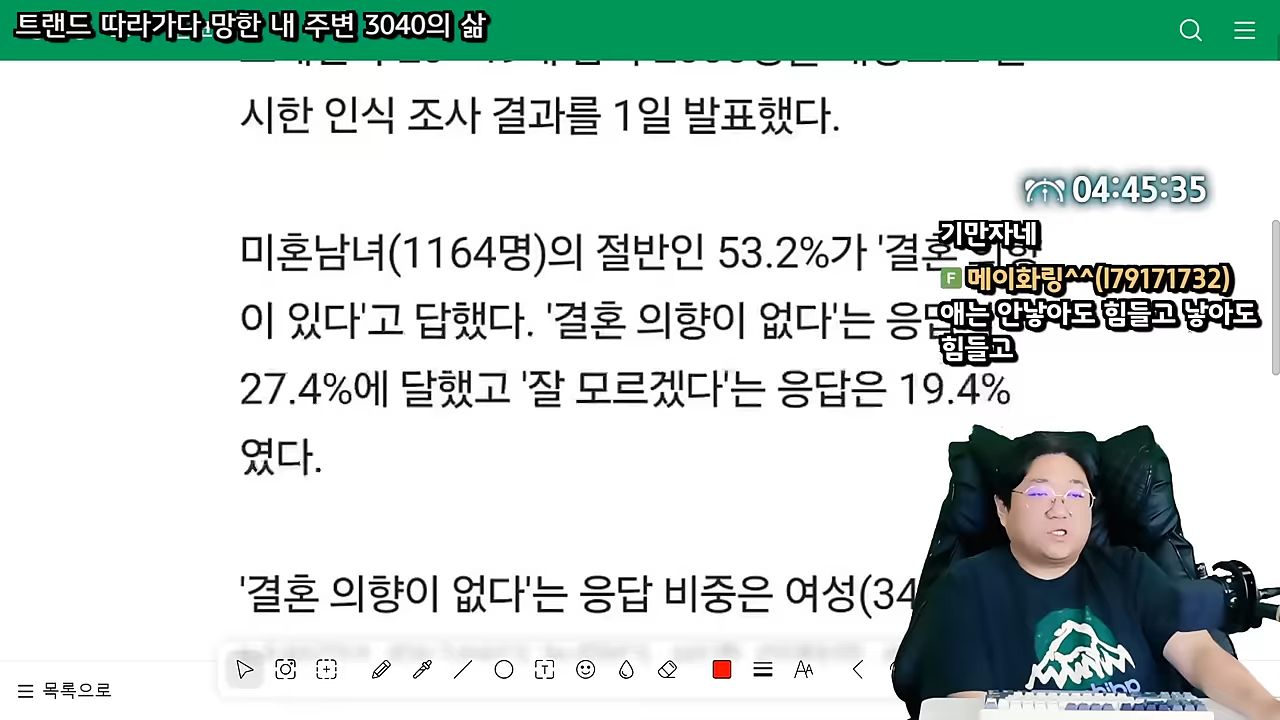 트랜드 따라가다 망한 내 주변 3040의 삶
시한 인식 조사 결과를 1일 발표했다.
04:45:35
기만자네
미혼남녀(1164명)의 절반인 53.2%가 '결혼
F 메이화링^^(l79171732)
이 있다'고 답했다. '결혼 의향이 없다'는 응답
애는 안낳아도 힘들고 낳아도
힘들고
27.4%에 달했고 '잘 모르겠다'는 응답은 19.4%
였다.
'결혼 의향이 없다'는 응답 비중은 여성(34
T
AA
목록으로